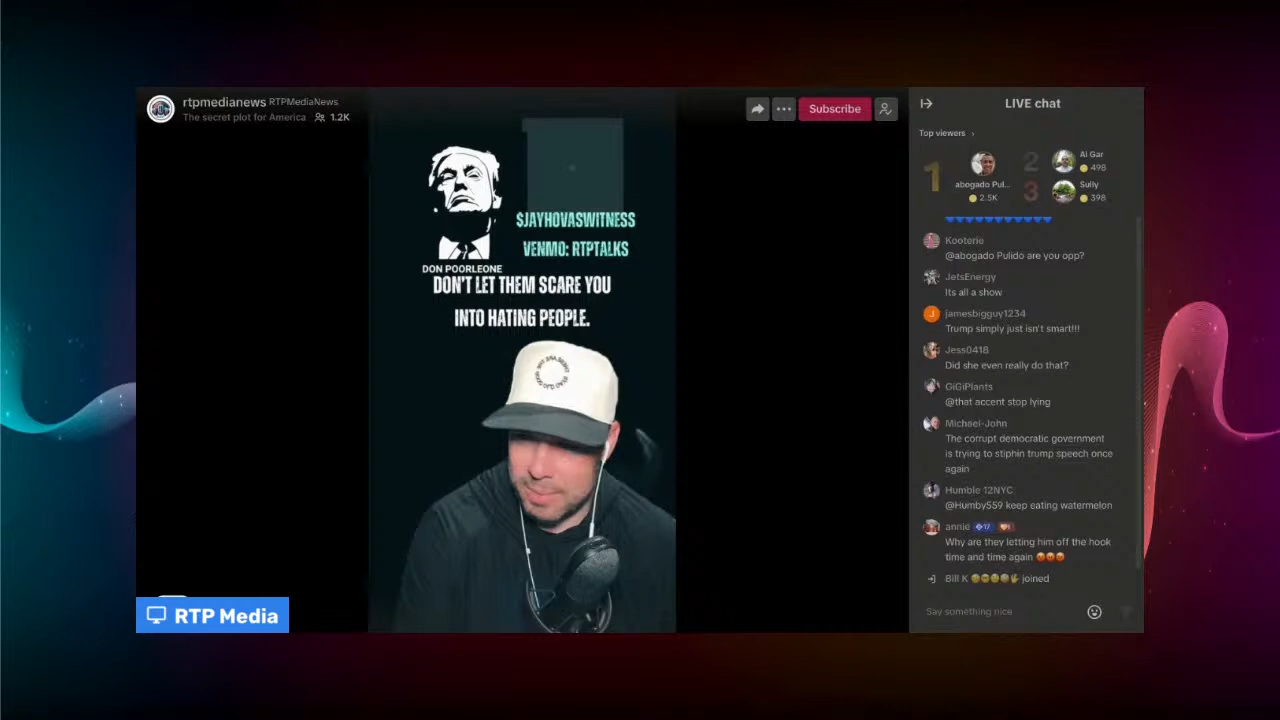 rtpmedianews RTPMediaNews
The secret plot for America 1.2K
Subscribe
$JAYHOVASWITNESS
VENMO: RTPTALKS
DON POORLEONE
DON'T LET THEM SCARE YOU
INTO HATING PEOPLE.
RTP Media
LIVE chat
Top viewers ›
1
abogado Pul...
2.5K
2
Al Gar
498
3
Sully
398
Kooterie
@abogado Pulido are you opp?
JetsEnergy
Its all a show
J
jamesbigguy1234
Trump simply just isn't smart!!!
Jess0418
Did she even really do that?
GiGiPlants
@that accent stop lying
Michael-John
The corrupt democratic government
is trying to stiphin trump speech once
again
Humble 12NYC
@Humby559 keep eating watermelon
annie 17
Why are they letting him off the hook
time and time again 😡😡😡
Bill K joined
Say something nice